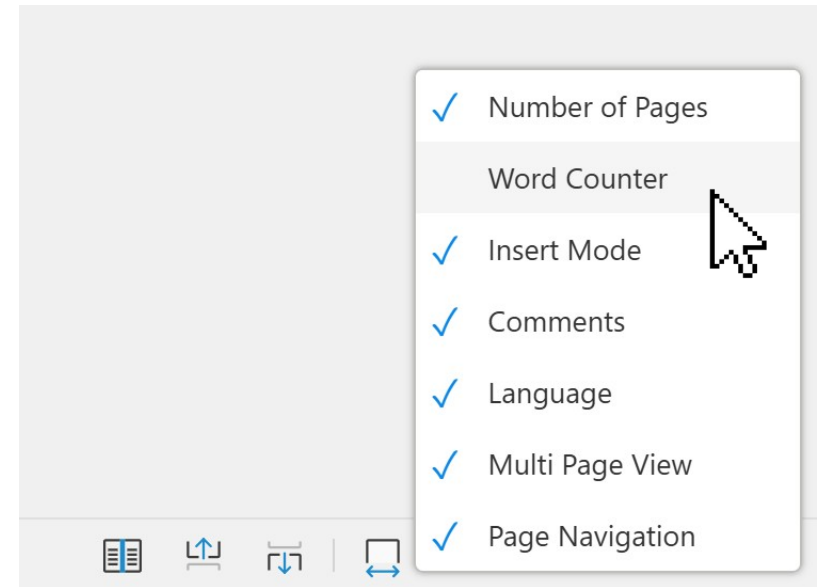 Number of Pages
Word Counter
Insert Mode
Comments
Language
Multi Page View
Page Navigation